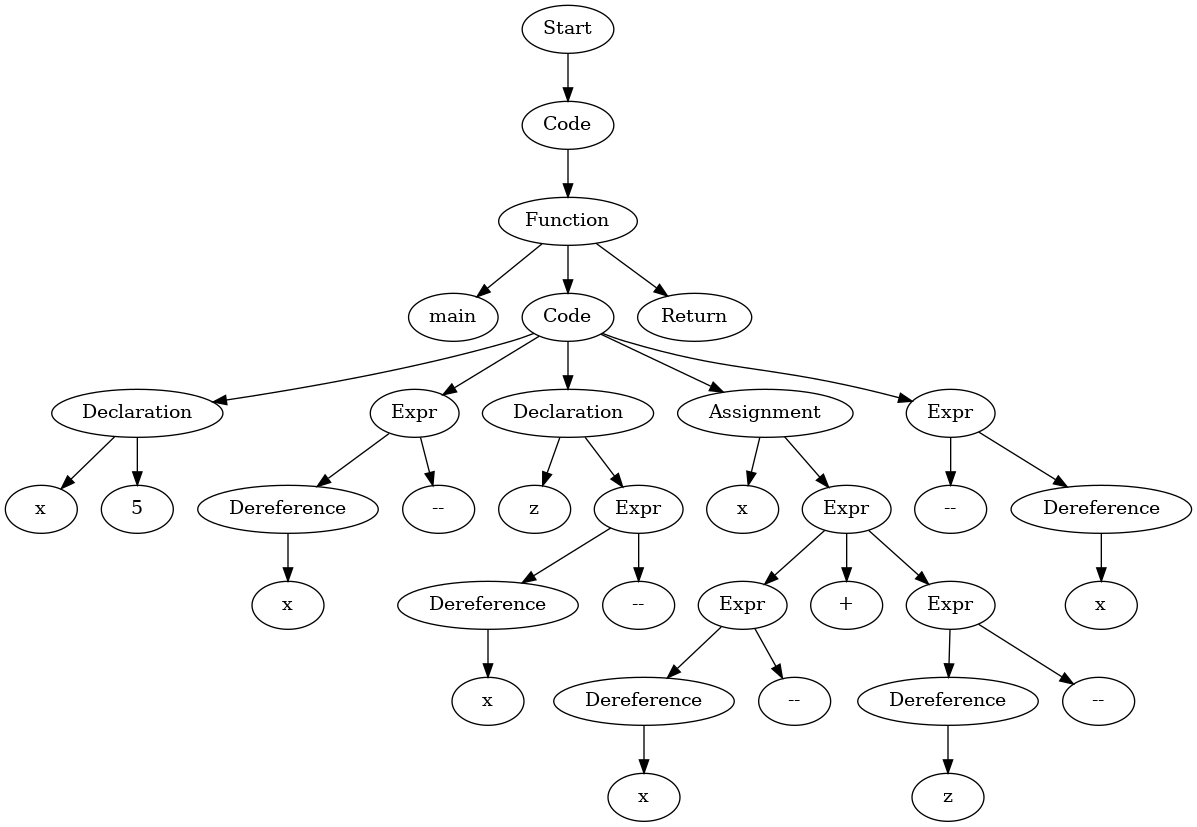 Start
Code
Function
main Code Return
Declaration Expr Declaration Assignment Expr
x 5 Dereference -- z Expr x Expr -- Dereference
x Dereference -- Expr + Expr x
x Dereference -- Dereference --
x z